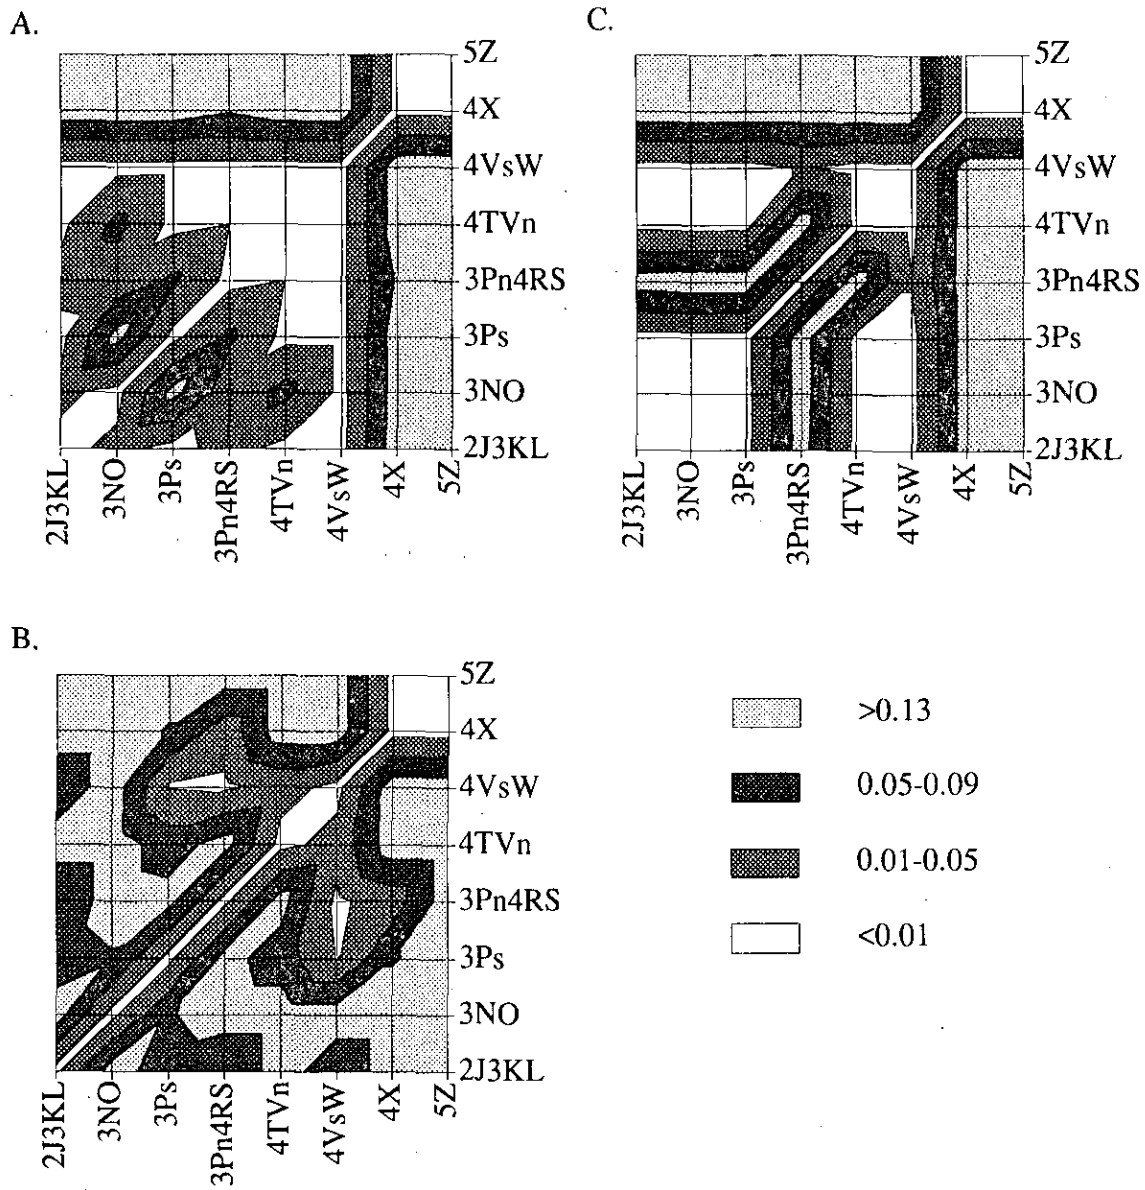 A.
5Z
4X
4VsW
4TVn
3Pn4RS
3Ps
3NO
2J3KL
2J3KL
3NO
3Ps
3Pn4RS
4TVn
4VsW
4X
5Z
C.
5Z
4X
4VsW
4TVn
3Pn4RS
3Ps
3NO
2J3KL
2J3KL
3NO
3Ps
3Pn4RS
4TVn
4VsW
4X
5Z
B.
5Z
4X
4VsW
4TVn
3Pn4RS
3Ps
3NO
2J3KL
2J3KL
3NO
3Ps
3Pn4RS
4TVn
4VsW
4X
5Z
>0.13
0.05-0.09
0.01-0.05
<0.01